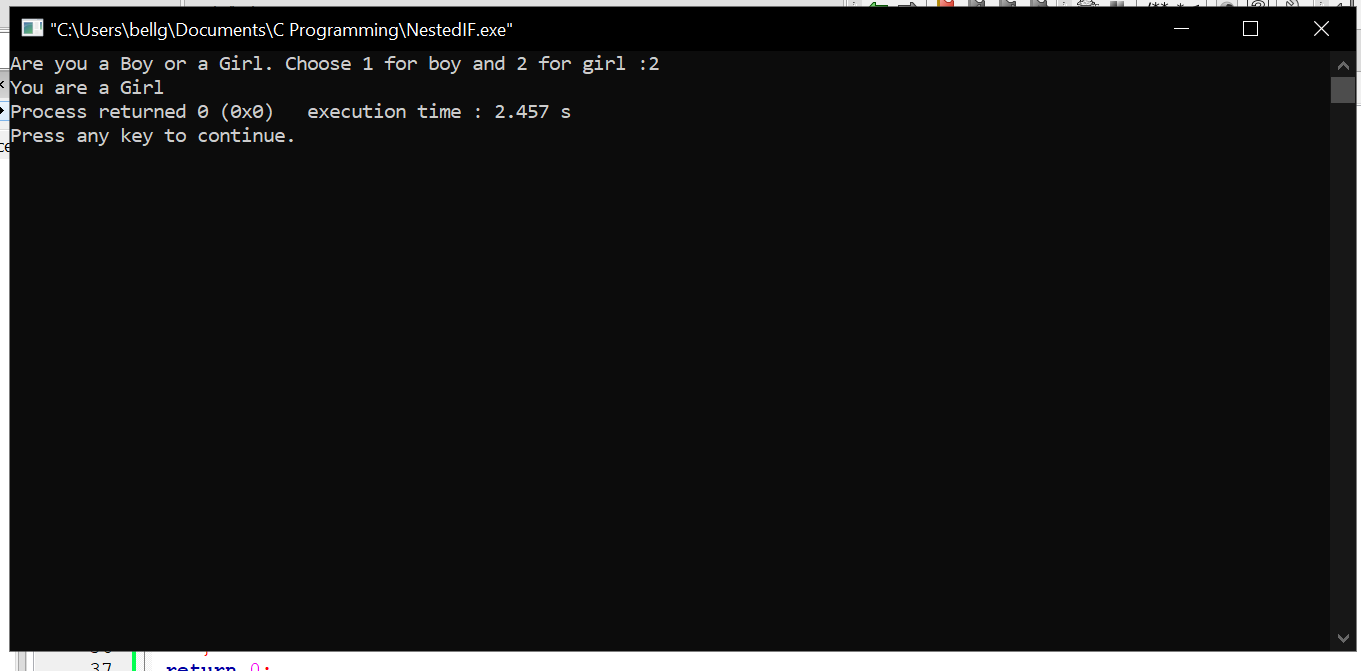 "C:\Users\bellg\Documents\C Programming\NestedIF.exe"
Are you a Boy or a Girl. Choose 1 for boy and 2 for girl :2
You are a Girl
Process returned 0 (0x0)   execution time : 2.457 s
Press any key to continue.
37 return 0;